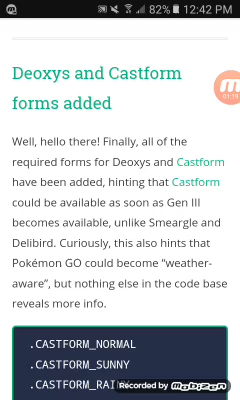 82% 12:42 PM
Deoxys and Castform
forms added
01:19
Well, hello there! Finally, all of the
required forms for Deoxys and Castform
have been added, hinting that Castform
could be available as soon as Gen III
becomes available, unlike Smeargle and
Delibird. Curiously, this also hints that
Pokémon GO could become “weather-
aware”, but nothing else in the code base
reveals more info.
.CASTFORM_NORMAL
.CASTFORM_SUNNY
.CASTFORM_RAINY
Recorded by Mobizen